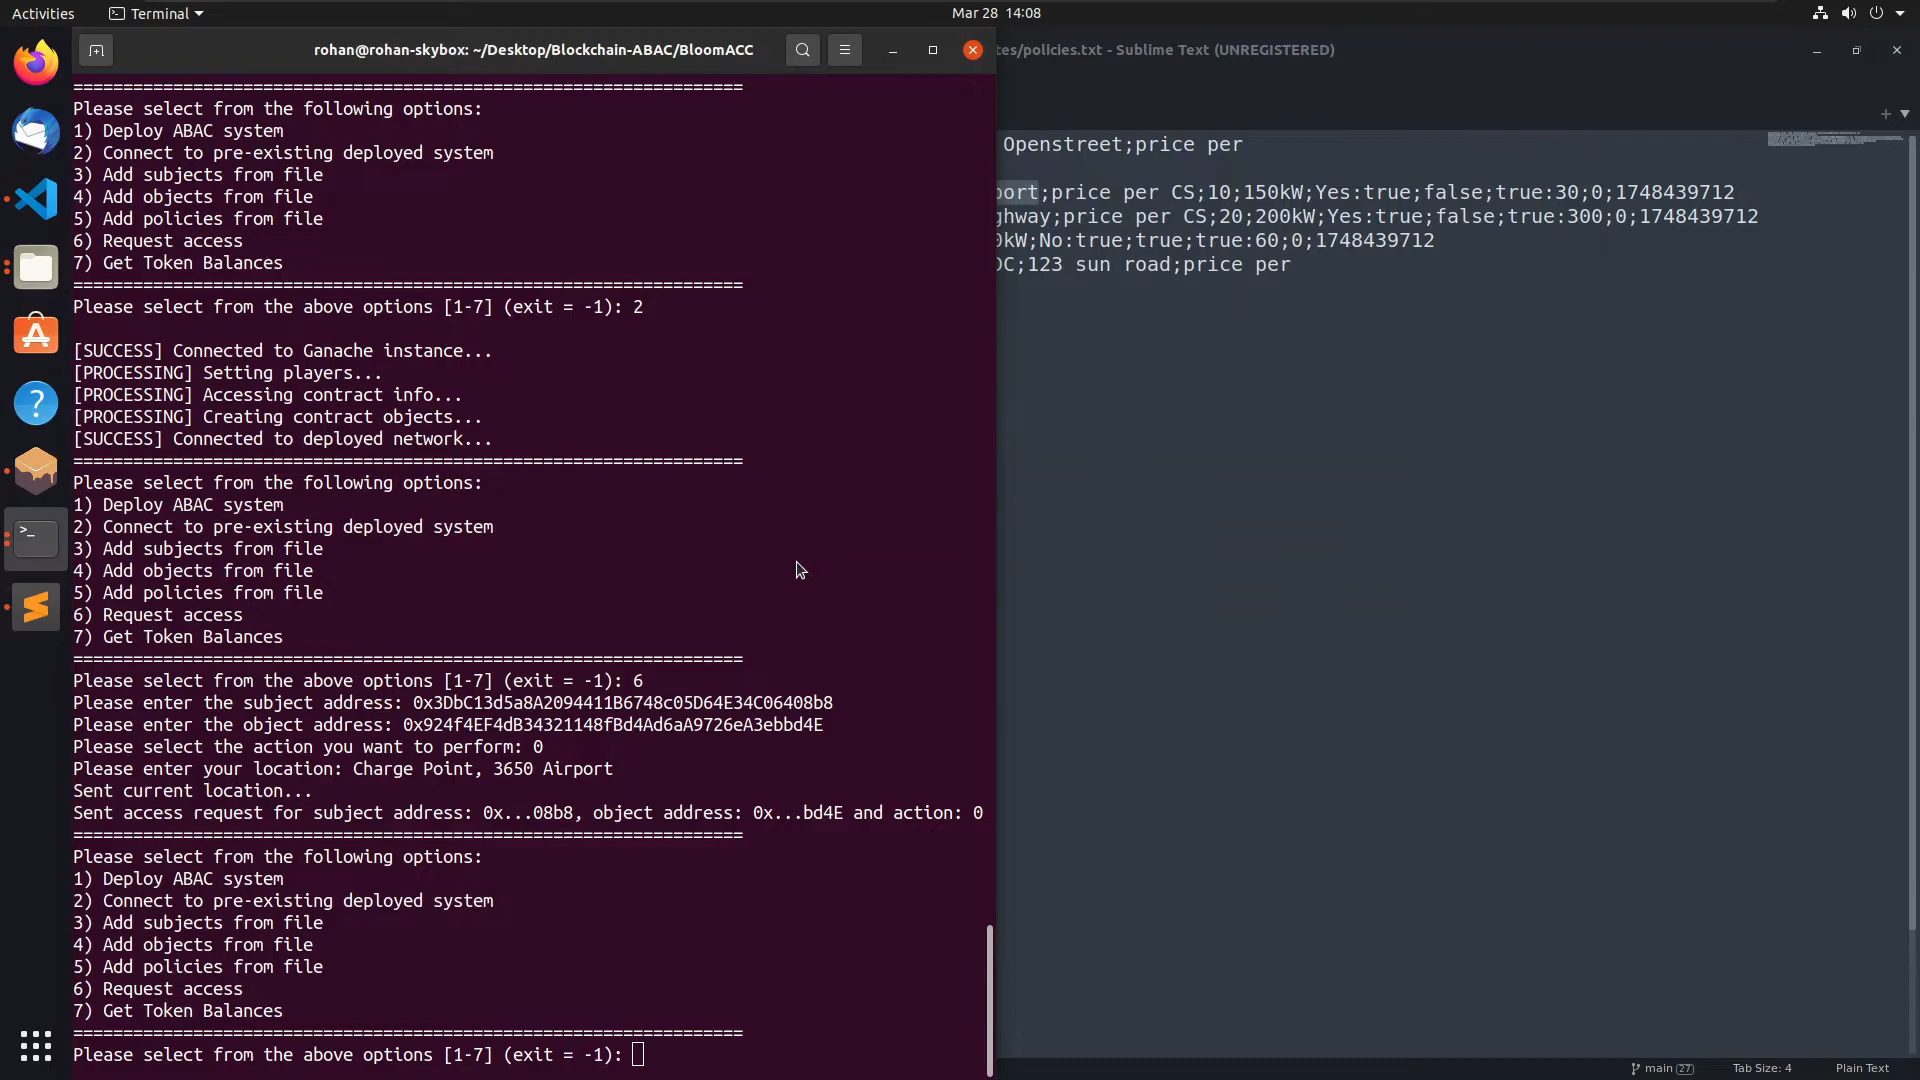 Activities
Terminal
Mar 28 14:08
rohan@rohan-skybox: ~/Desktop/Blockchain-ABAC/BloomACC
==================================================================
Please select from the following options:
1) Deploy ABAC system
2) Connect to pre-existing deployed system
3) Add subjects from file
4) Add objects from file
5) Add policies from file
6) Request access
7) Get Token Balances
===================================================================
Please select from the above options [1-7] (exit = -1): 2
[SUCCESS] Connected to Ganache instance...
[PROCESSING] Setting players...
[PROCESSING] Accessing contract info...
[PROCESSING] Creating contract objects...
[SUCCESS] Connected to deployed network...
===================================================================
Please select from the following options:
1) Deploy ABAC system
2) Connect to pre-existing deployed system
3) Add subjects from file
4) Add objects from file
5) Add policies from file
6) Request access
7) Get Token Balances
===================================================================
Please select from the above options [1-7] (exit = -1): 6
Please enter the subject address: 0x3DbC13d5a8A2094411B6748c05D64E34C06408b8
Please enter the object address: 0x924f4EF4dB34321148fBd4Ad6aA9726eA3ebbd4E
Please select the action you want to perform: 0
Please enter your location: Charge Point, 3650 Airport
Sent current location...
Sent access request for subject address: 0x...08b8, object address: 0x...bd4E and action: 0
===================================================================
Please select from the following options:
1) Deploy ABAC system
2) Connect to pre-existing deployed system
3) Add subjects from file
4) Add objects from file
5) Add policies from file
6) Request access
7) Get Token Balances
===================================================================
Please select from the above options [1-7] (exit = -1):
tes/policies.txt - Sublime Text (UNREGISTERED)
Openstreet;price per
port;price per CS;10;150kW;Yes:true;false;true:30;0;1748439712
ghway;price per CS;20;200kW;Yes:true;false;true:300;0;1748439712
0kW;No:true;true;true:60;0;1748439712
DC;123 sun road;price per
main 27
Tab Size: 4
Plain Text